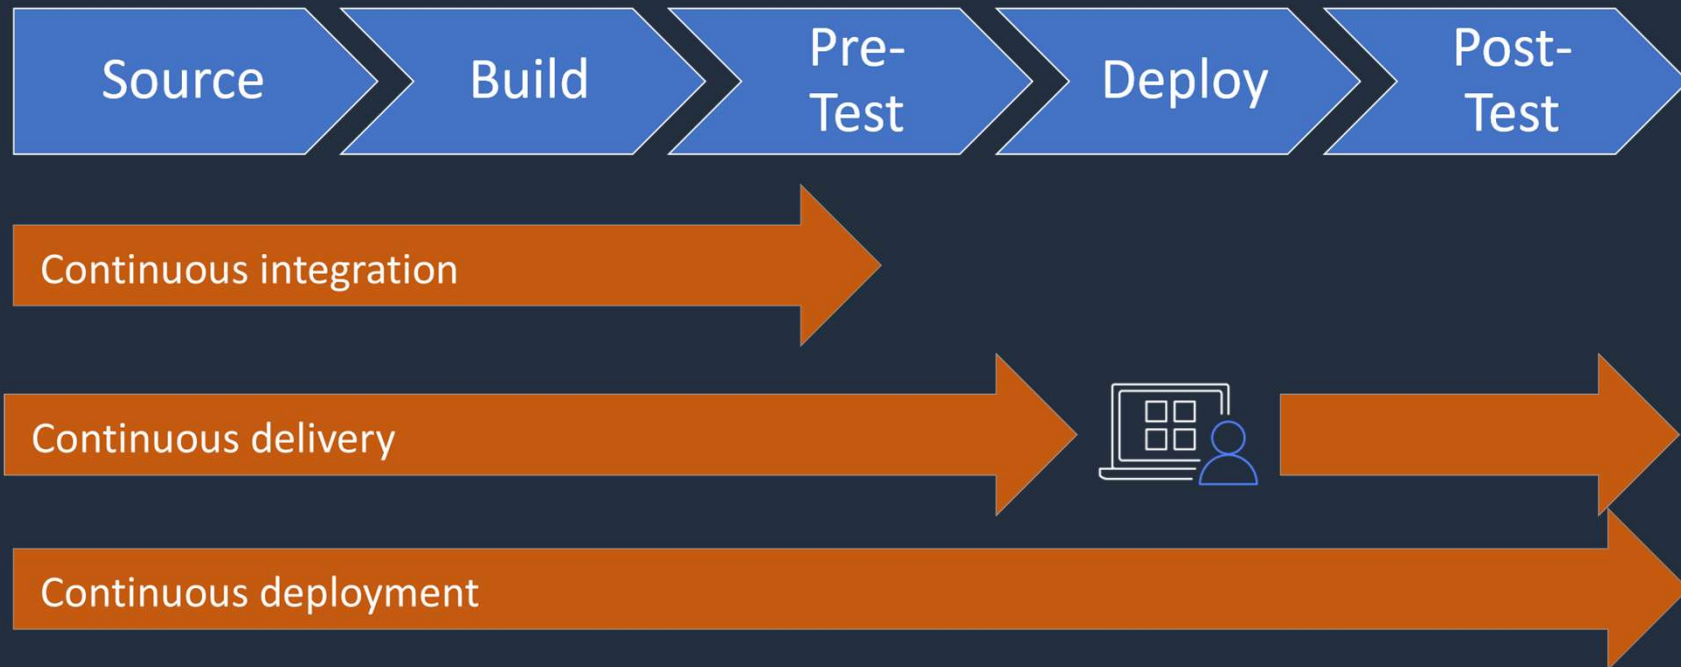 Source
Build
Pre-
Test
Deploy
Post-
Test
Continuous integration
Continuous delivery
Continuous deployment